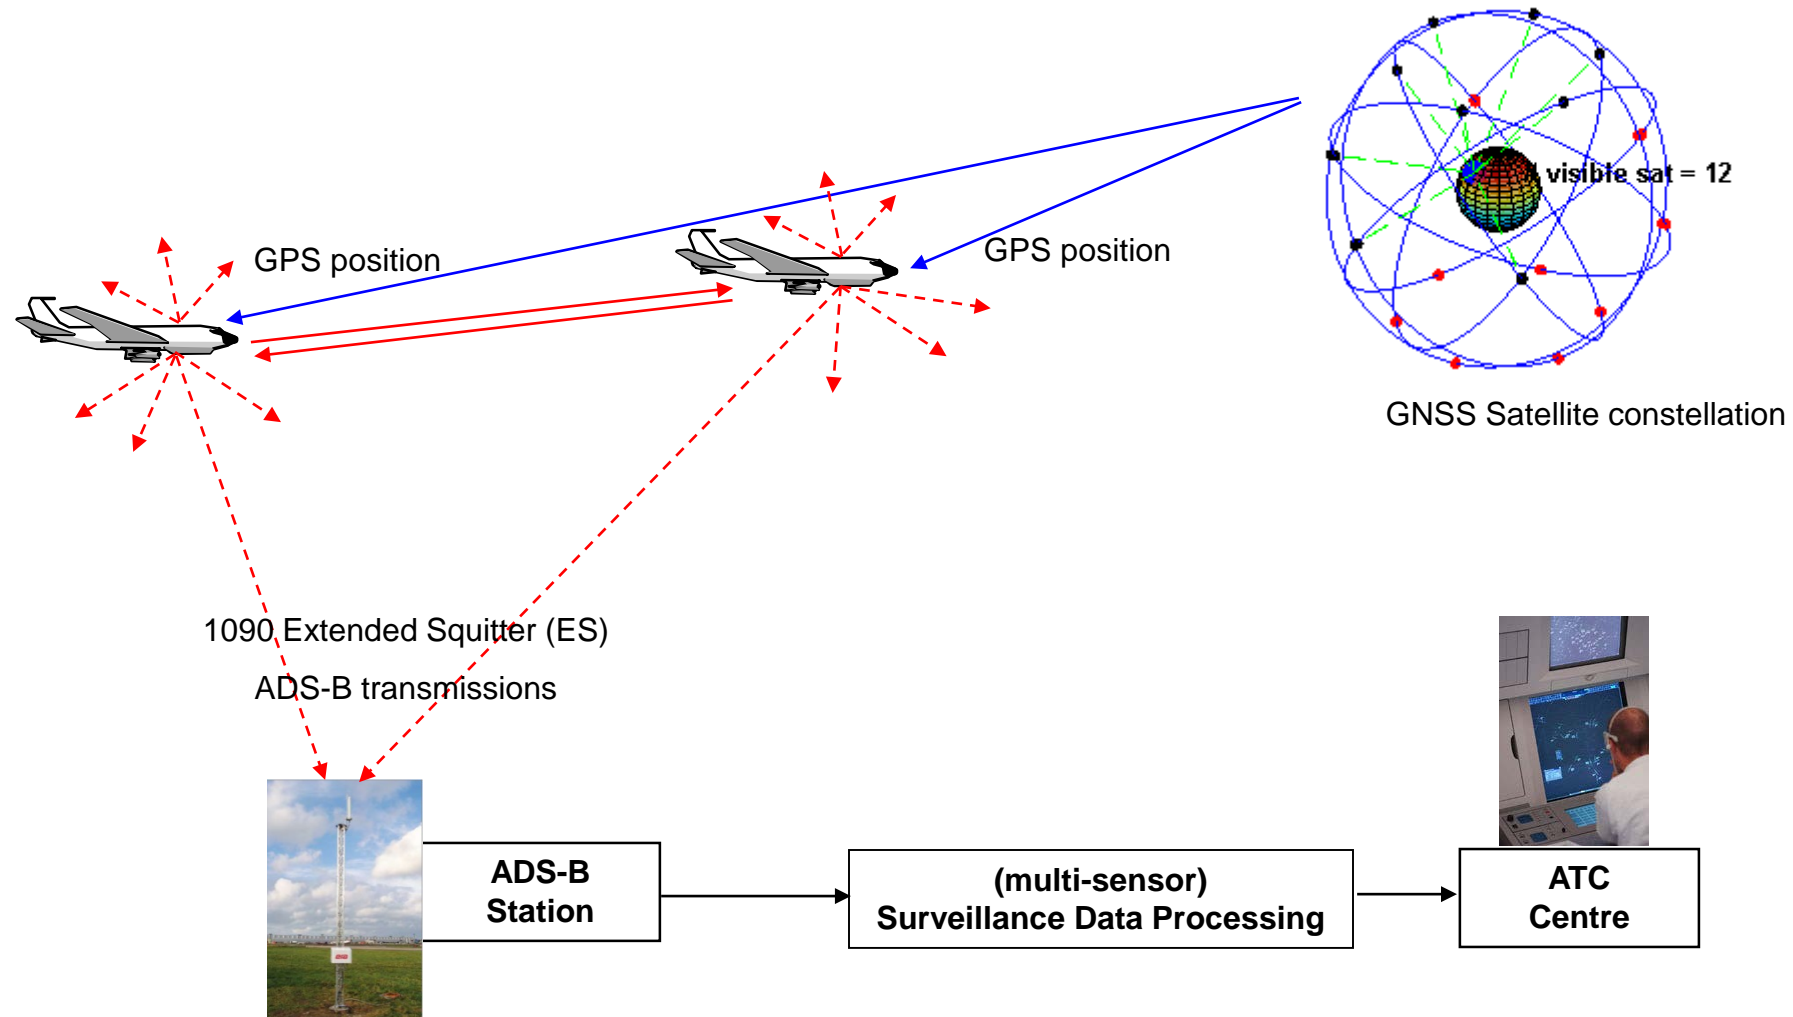 visible sat = 12
GPS position
GPS position
GNSS Satellite constellation
1090 Extended Squitter (ES)
ADS-B transmissions
ADS-B
Station
(multi-sensor)
Surveillance Data Processing
ATC
Centre